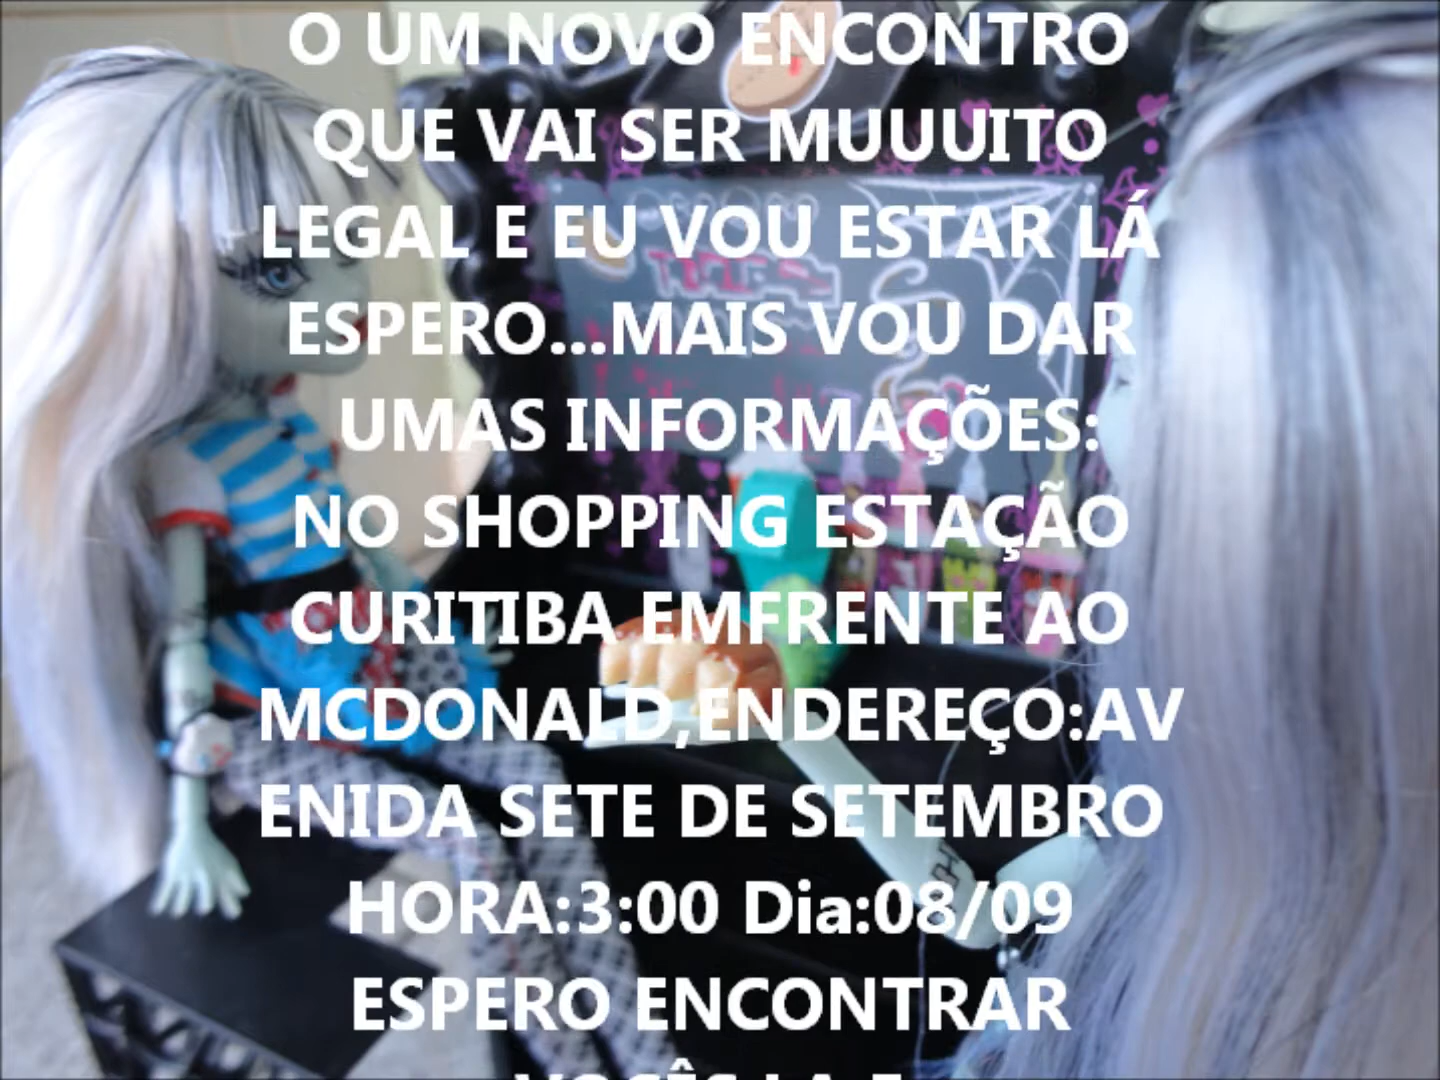 O UM NOVO ENCONTRO
QUE VAI SER MUUUITO
LEGAL E EU VOU ESTAR LÁ
ESPERO...MAIS VOU DAR
UMAS INFORMAÇÕES:
NO SHOPPING ESTAÇÃO
CURITIBA EMFRENTE AO
MCDONALD,ENDEREÇO:AV
ENIDA SETE DE SETEMBRO
HORA:3:00 Dia:08/09
ESPERO ENCONTRAR
VOCÊS LA E